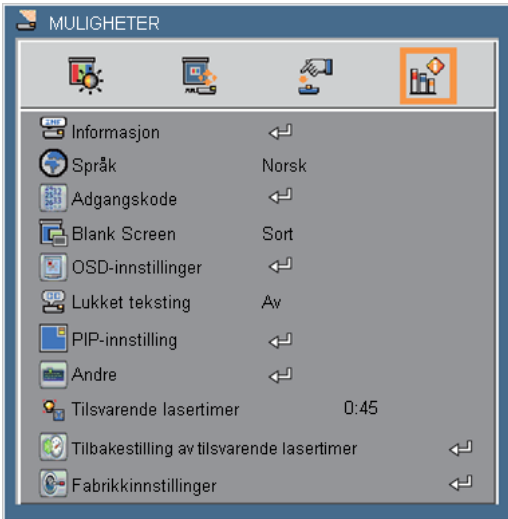 MULIGHETER
Informasjon
Språk Norsk
Adgangskode
Blank Screen Sort
OSD-innstillinger
Lukket teksting Av
PIP-innstilling
Andre
Tilsvarende lasertimer 0:45
Tilbakestilling av tilsvarende lasertimer
Fabrikkinnstillinger